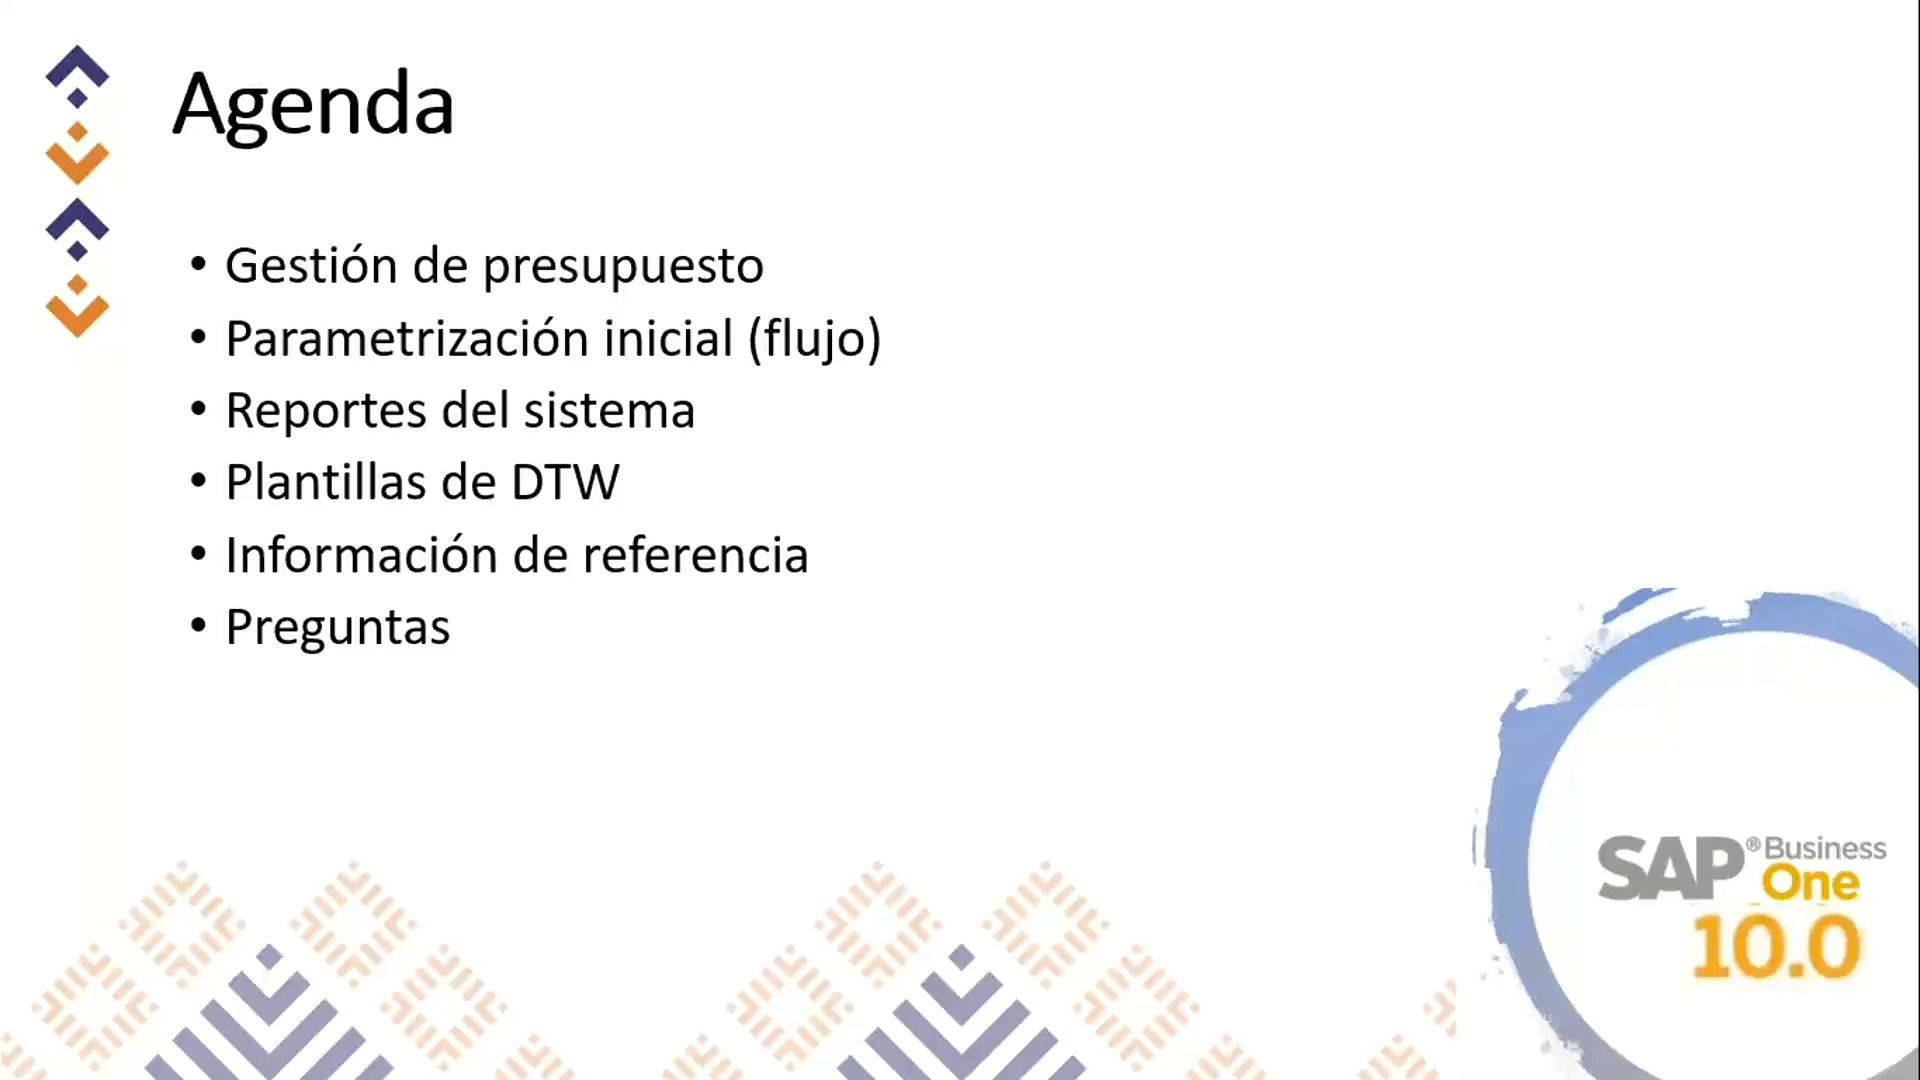 Agenda
• Gestión de presupuesto
• Parametrización inicial (flujo)
• Reportes del sistema
• Plantillas de DTW
• Información de referencia
• Preguntas
SAP® Business
One
10.0